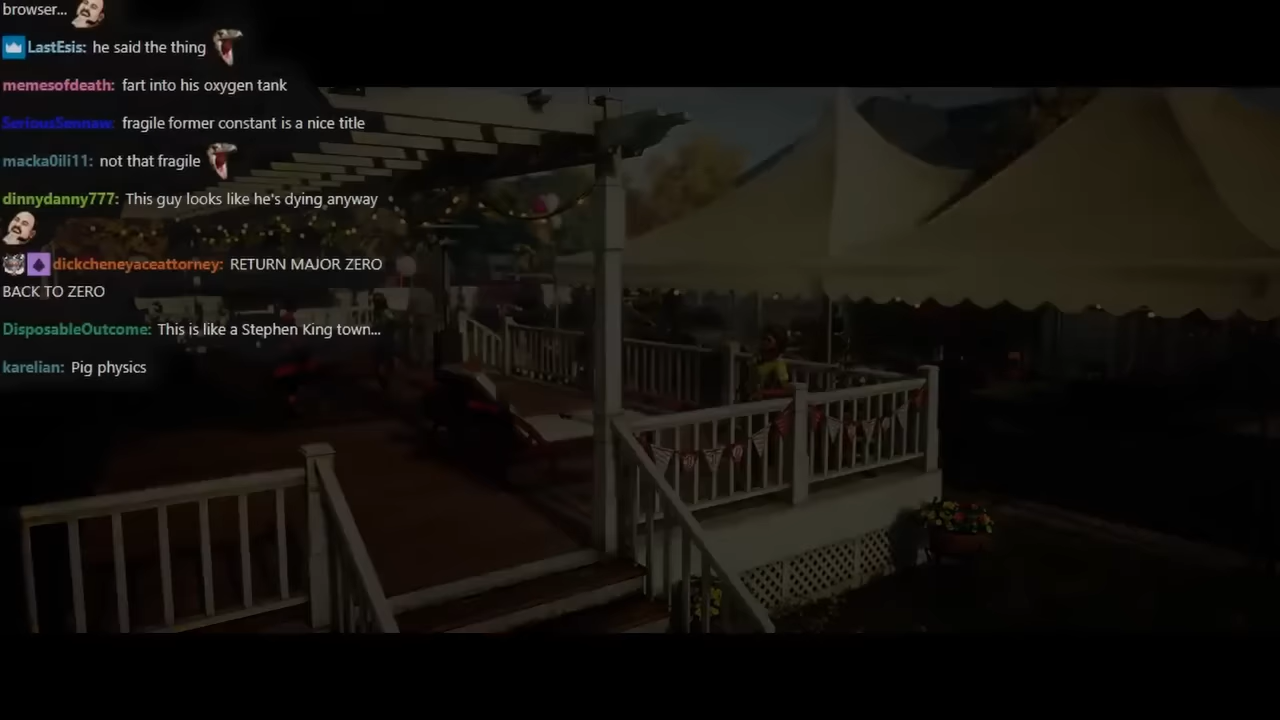 browser...
LastEsis: he said the thing
memesofdeath: fart into his oxygen tank
SeriousSennaw: fragile former constant is a nice title
macka0ili11: not that fragile
dinnydanny777: This guy looks like he's dying anyway
dickcheneyaceattorney: RETURN MAJOR ZERO
BACK TO ZERO
DisposableOutcome: This is like a Stephen King town...
karelian: Pig physics